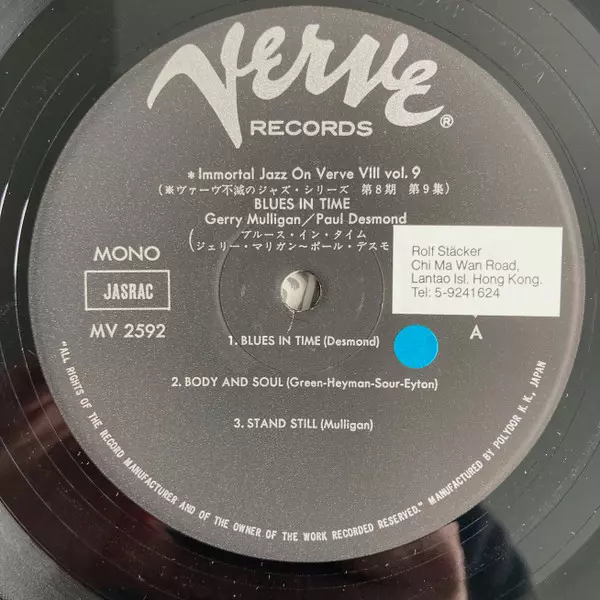 Verve
RECORDS ®
*Immortal Jazz On Verve VIII vol. 9
(※ヴァーヴ不滅のジャズ・シリーズ 第8期 第9集)
BLUES IN TIME
Gerry Mulligan/Paul Desmond
(ブルース・イン・タイム
ジェリー・マリガン~ポール・デスモ
MONO
JASRAC
MV 2592
Rolf Stäcker
Chi Ma Wan Road,
Lantao Isl. Hong Kong.
Tel: 5-9241624
A
1. BLUES IN TIME (Desmond)
2. BODY AND SOUL (Green-Heyman-Sour-Eyton)
3. STAND STILL (Mulligan)
"ALL RIGHTS OF THE RECORD MANUFACTURER AND OF THE OWNER OF THE WORK RECORDED RESERVED." MANUFACTURED BY POLYDOR K. K., JAPAN